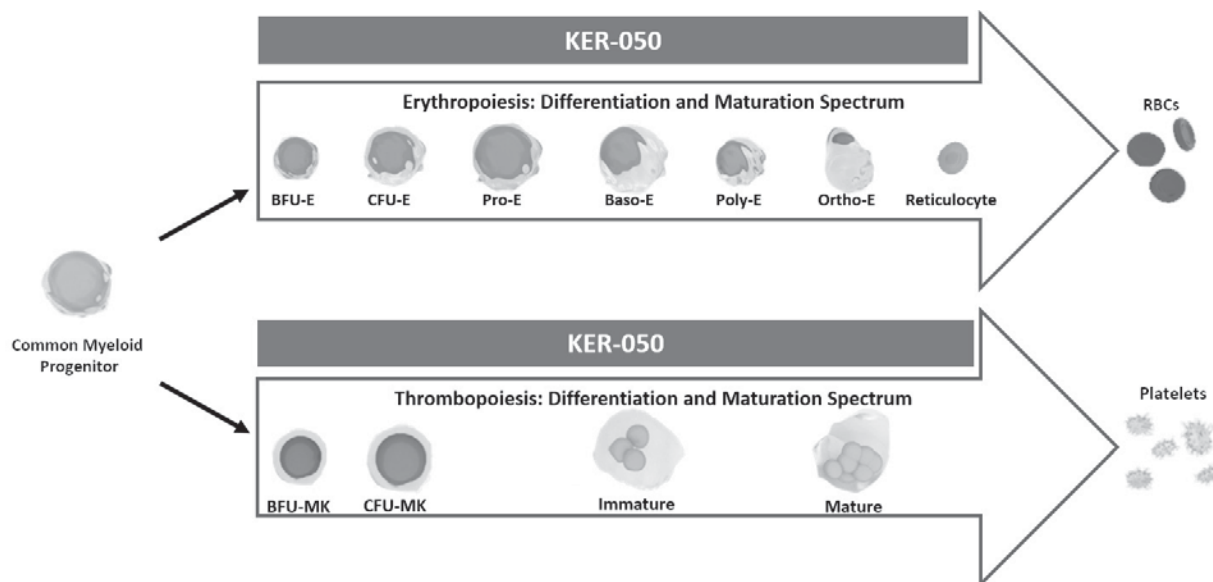 KER-050
Erythropoiesis: Differentiation and Maturation Spectrum
RBCs
BFU-E CFU-E Pro-E Baso-E Poly-E Ortho-E Reticulocyte
Common Myeloid
Progenitor
KER-050
Thrombopoiesis: Differentiation and Maturation Spectrum
Platelets
BFU-MK CFU-MK Immature Mature